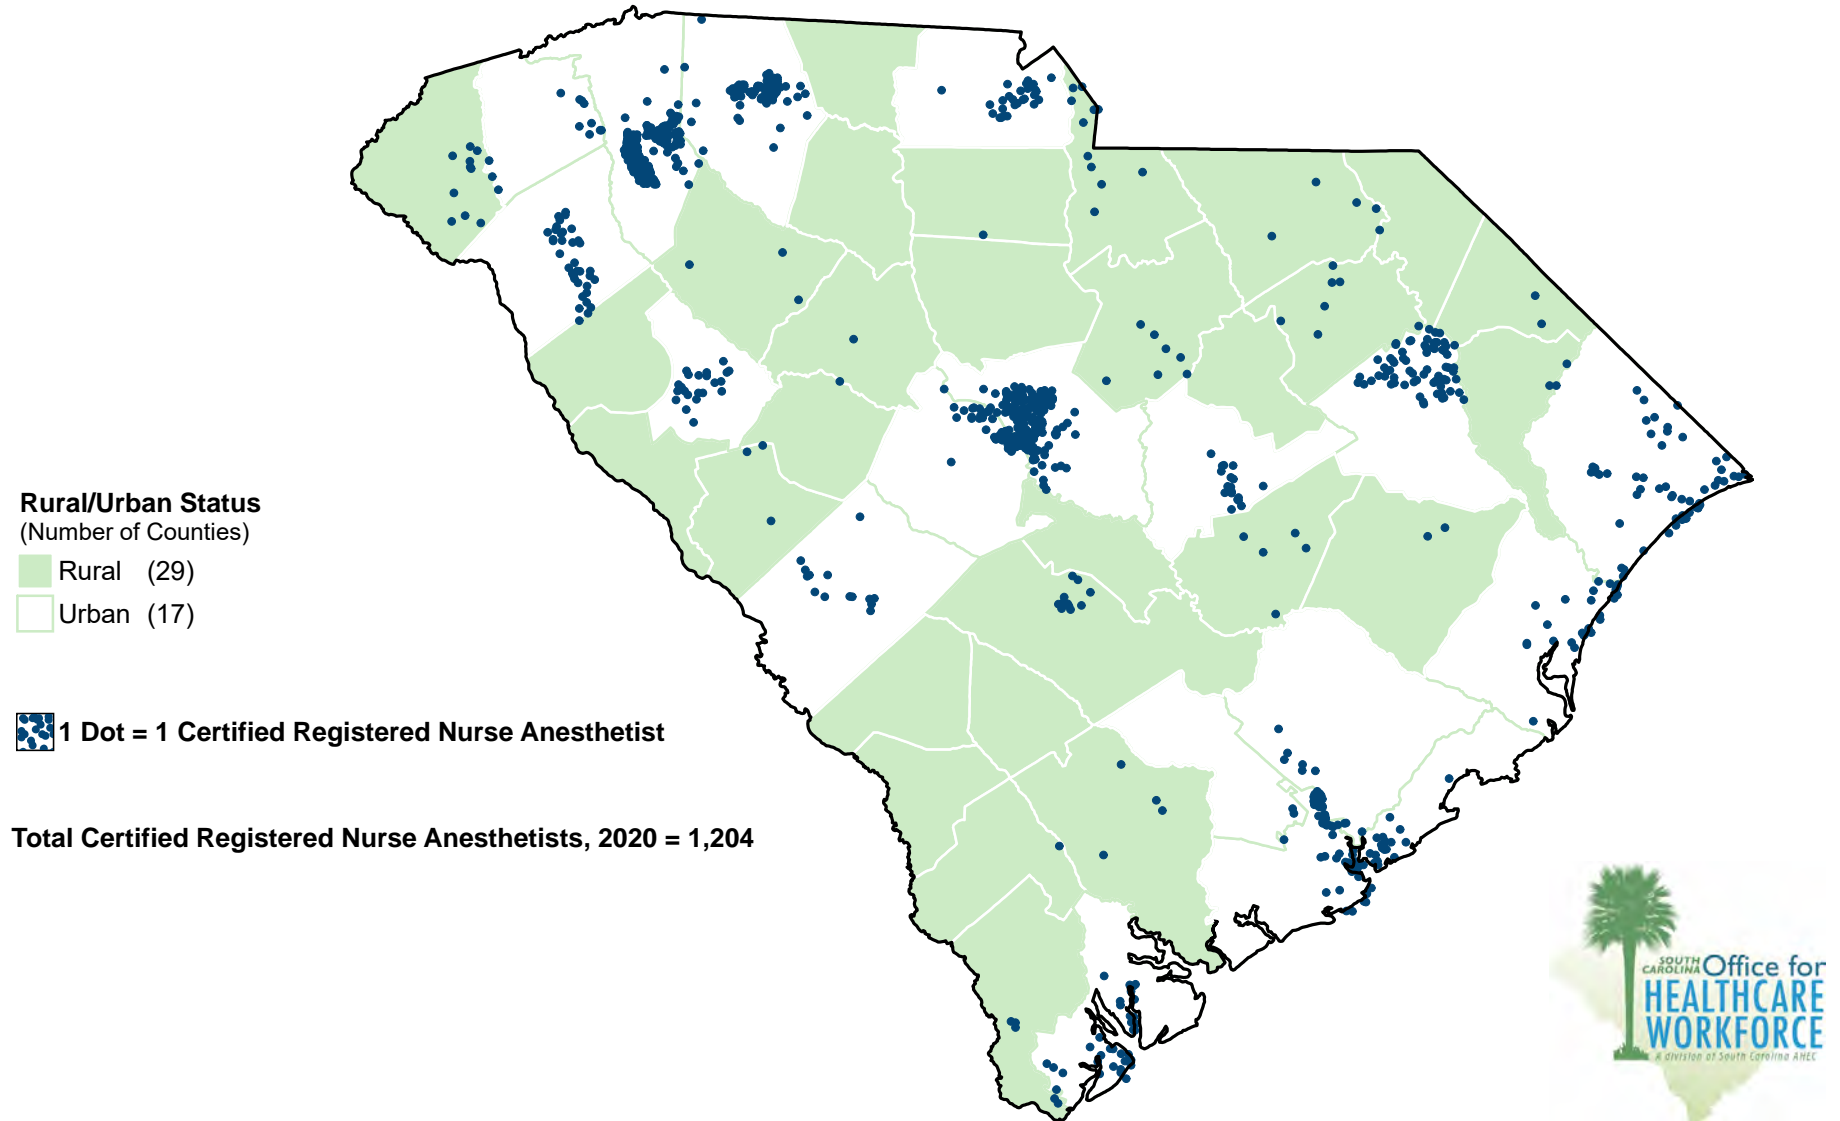 Rural/Urban Status
(Number of Counties)
Rural (29)
Urban (17)
1 Dot = 1 Certified Registered Nurse Anesthetist
Total Certified Registered Nurse Anesthetists, 2020 = 1,204
SOUTH CAROLINA Office for
HEALTHCARE
WORKFORCE
A division of South Carolina AHEC